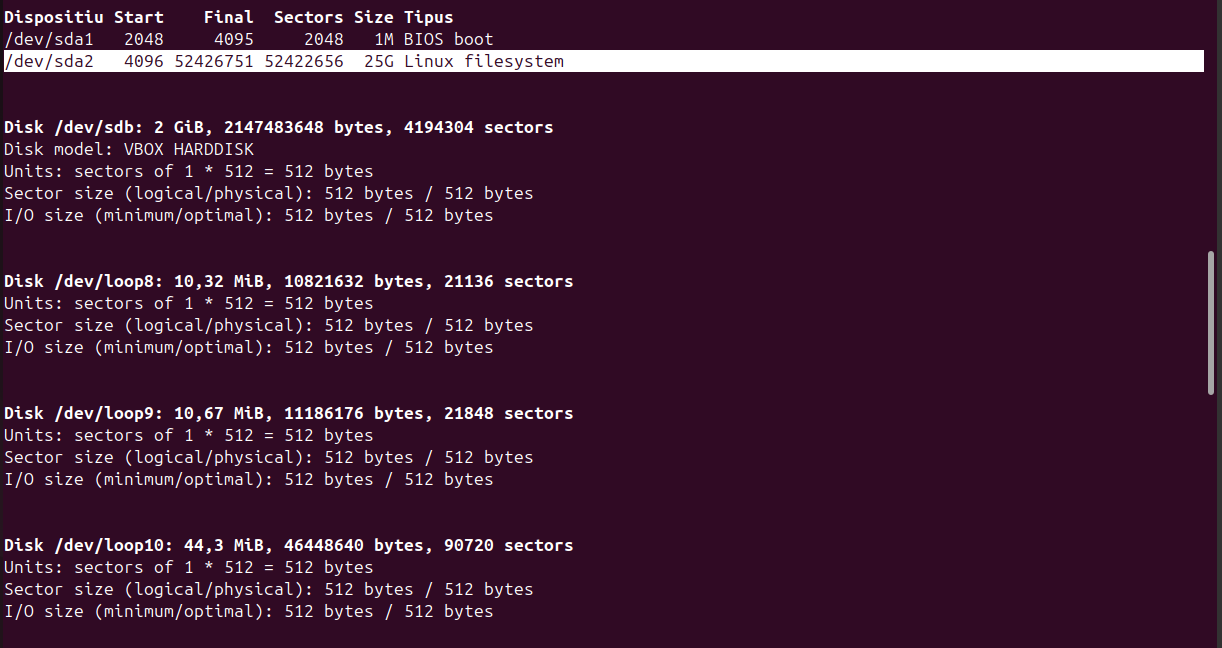 Dispositiu Start    Final  Sectors Size Tipus
/dev/sda1   2048     4095     2048   1M BIOS boot
/dev/sda2   4096 52426751 52422656  25G Linux filesystem
Disk /dev/sdb: 2 GiB, 2147483648 bytes, 4194304 sectors
Disk model: VBOX HARDDISK
Units: sectors of 1 * 512 = 512 bytes
Sector size (logical/physical): 512 bytes / 512 bytes
I/O size (minimum/optimal): 512 bytes / 512 bytes
Disk /dev/loop8: 10,32 MiB, 10821632 bytes, 21136 sectors
Units: sectors of 1 * 512 = 512 bytes
Sector size (logical/physical): 512 bytes / 512 bytes
I/O size (minimum/optimal): 512 bytes / 512 bytes
Disk /dev/loop9: 10,67 MiB, 11186176 bytes, 21848 sectors
Units: sectors of 1 * 512 = 512 bytes
Sector size (logical/physical): 512 bytes / 512 bytes
I/O size (minimum/optimal): 512 bytes / 512 bytes
Disk /dev/loop10: 44,3 MiB, 46448640 bytes, 90720 sectors
Units: sectors of 1 * 512 = 512 bytes
Sector size (logical/physical): 512 bytes / 512 bytes
I/O size (minimum/optimal): 512 bytes / 512 bytes